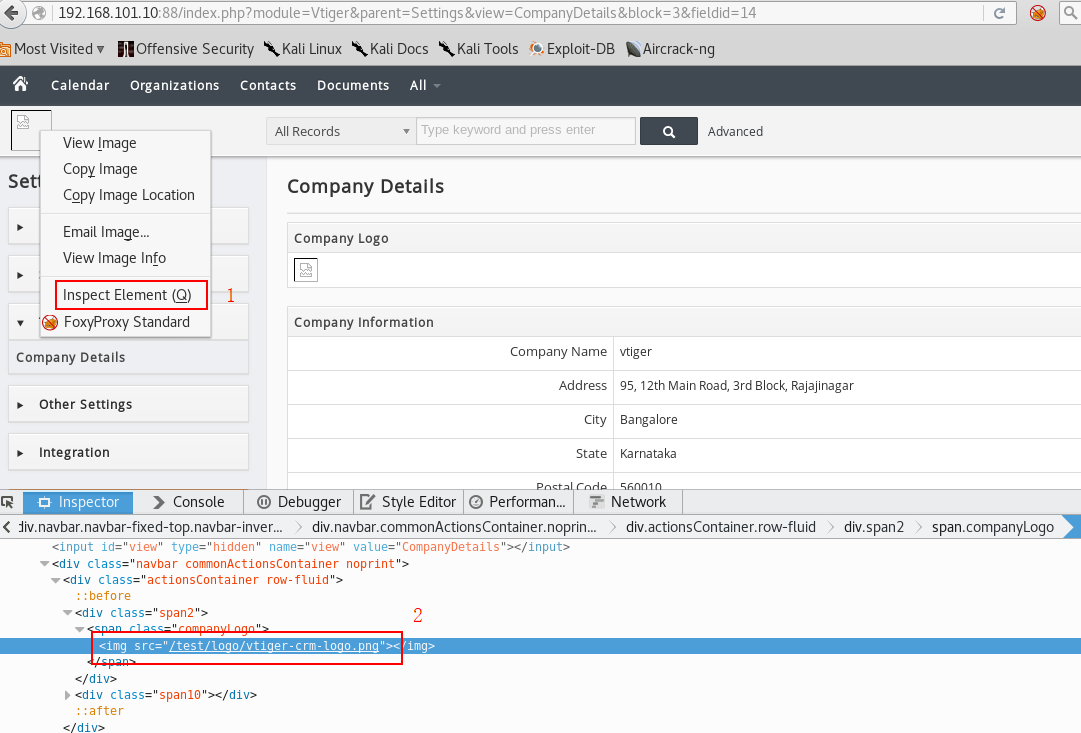 192.168.101.10:88/index.php?module=Vtiger&parent=Settings&view=CompanyDetails&block=3&fieldid=14
Most Visited Offensive Security Kali Linux Kali Docs Kali Tools Exploit-DB Aircrack-ng
Calendar Organizations Contacts Documents All
All Records Type keyword and press enter Advanced
View Image
Copy Image
Copy Image Location
Email Image...
View Image Info
Inspect Element (Q) 1
FoxyProxy Standard
Company Details
Other Settings
Integration
Company Details
Company Logo
Company Information
Company Name vtiger
Address 95, 12th Main Road, 3rd Block, Rajajinagar
City Bangalore
State Karnataka
Postal Code 560010
Inspector Console Debugger Style Editor Performan... Network
div.navbar.navbar-fixed-top.navbar-inver... div.navbar.commonActionsContainer.noprin... div.actionsContainer.row-fluid div.span2 span.companyLogo
<input id="view" type="hidden" name="view" value="CompanyDetails"></input>
<div class="navbar commonActionsContainer noprint">
<div class="actionsContainer row-fluid">
::before
<div class="span2"> 2
<span class="companyLogo">
<img src="/test/logo/vtiger-crm-logo.png"></img>
</span>
</div>
<div class="span10"></div>
::after
</div>